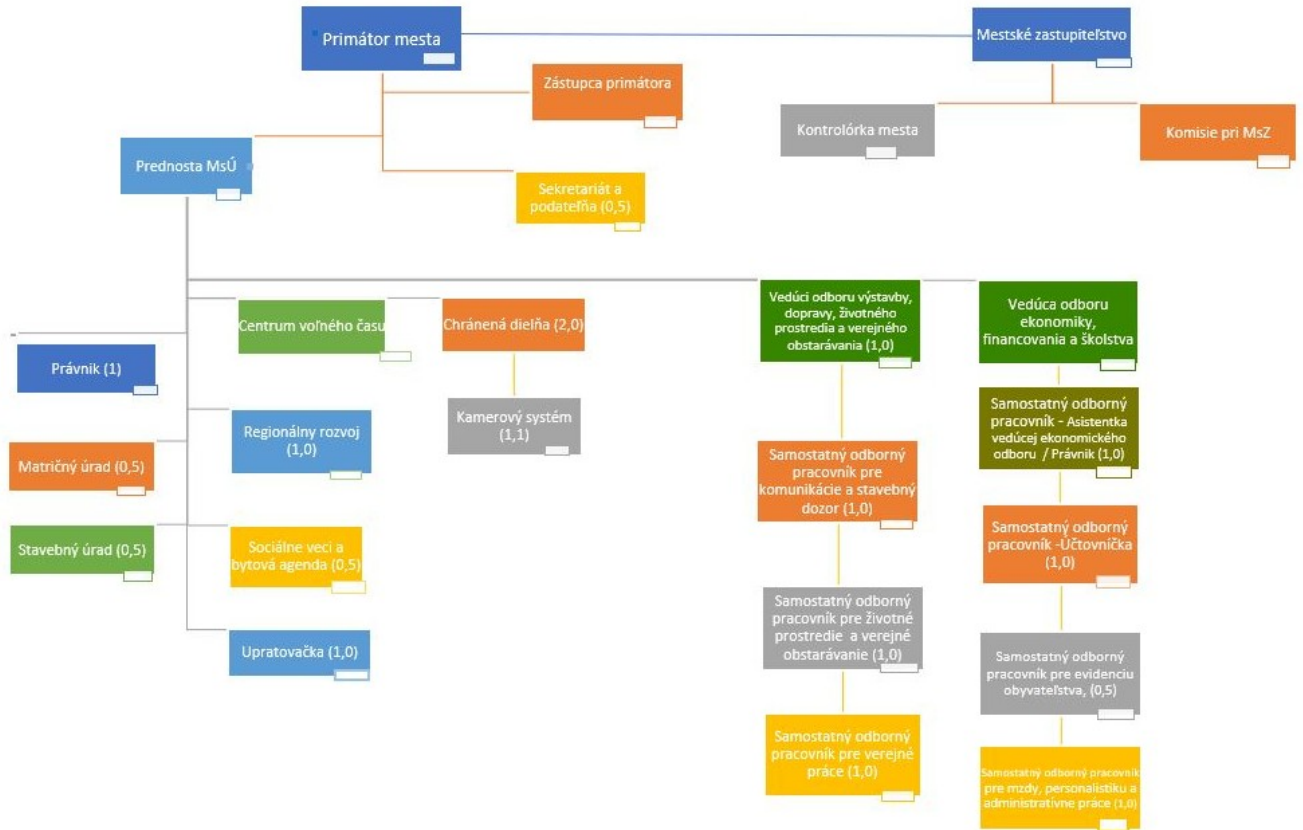 Primátor mesta
Mestské zastupiteľstvo
Zástupca primátora
Kontrolórka mesta
Komisie pri MsZ
Prednosta MsÚ
Sekretariát a
podateľňa (0,5)
Centrum voľného času
Chránená dielňa (2,0)
Vedúci odboru výstavby,
dopravy, životného
prostredia a verejného
obstarávania (1,0)
Vedúca odboru
ekonomiky,
financovania a školstva
Právnik (1)
Regionálny rozvoj
(1,0)
Kamerový systém
(1,1)
Samostatný odborný
pracovník - Asistentka
vedúcej ekonomického
odboru / Právnik (1,0)
Matričný úrad (0,5)
Samostatný odborný
pracovník pre
komunikácie a stavebný
dozor (1,0)
Stavebný úrad (0,5)
Sociálne veci a
bytová agenda (0,5)
Samostatný odborný
pracovník -Učtovníčka
(1,0)
Samostatný odborný
pracovník pre životné
prostredie a verejné
obstarávanie (1,0)
Upratovačka (1,0)
Samostatný odborný
pracovník pre evidenciu
obyvateľstva, (0,5)
Samostatný odborný
pracovník pre verejné
práce (1,0)
Samostatný odborný pracovník
pre mzdy, personalistiku a
administratívne práce (1,0)